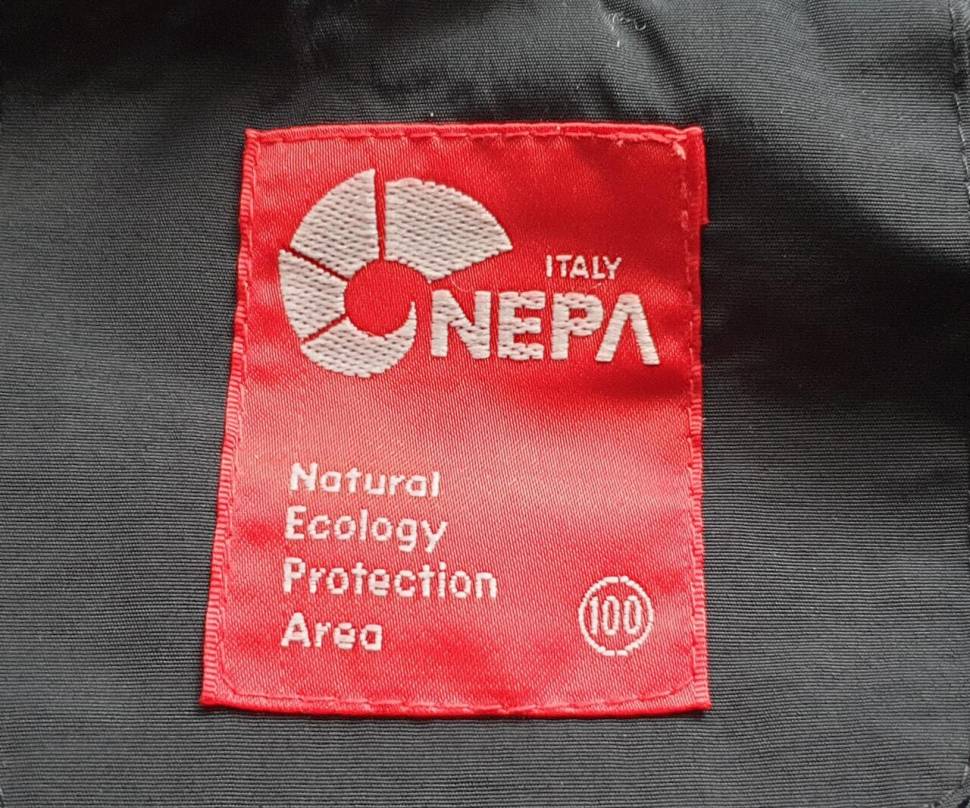 ITALY
NEPA
Natural
Ecology
Protection
Area
100